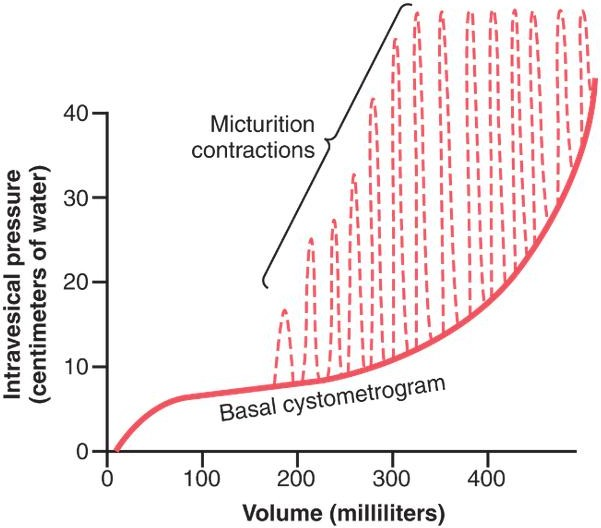 Micturition
contractions
Intravesical pressure
(centimeters of water)
40
30
20
10
0
Basal cystometrogram
0 100 200 300 400
Volume (milliliters)